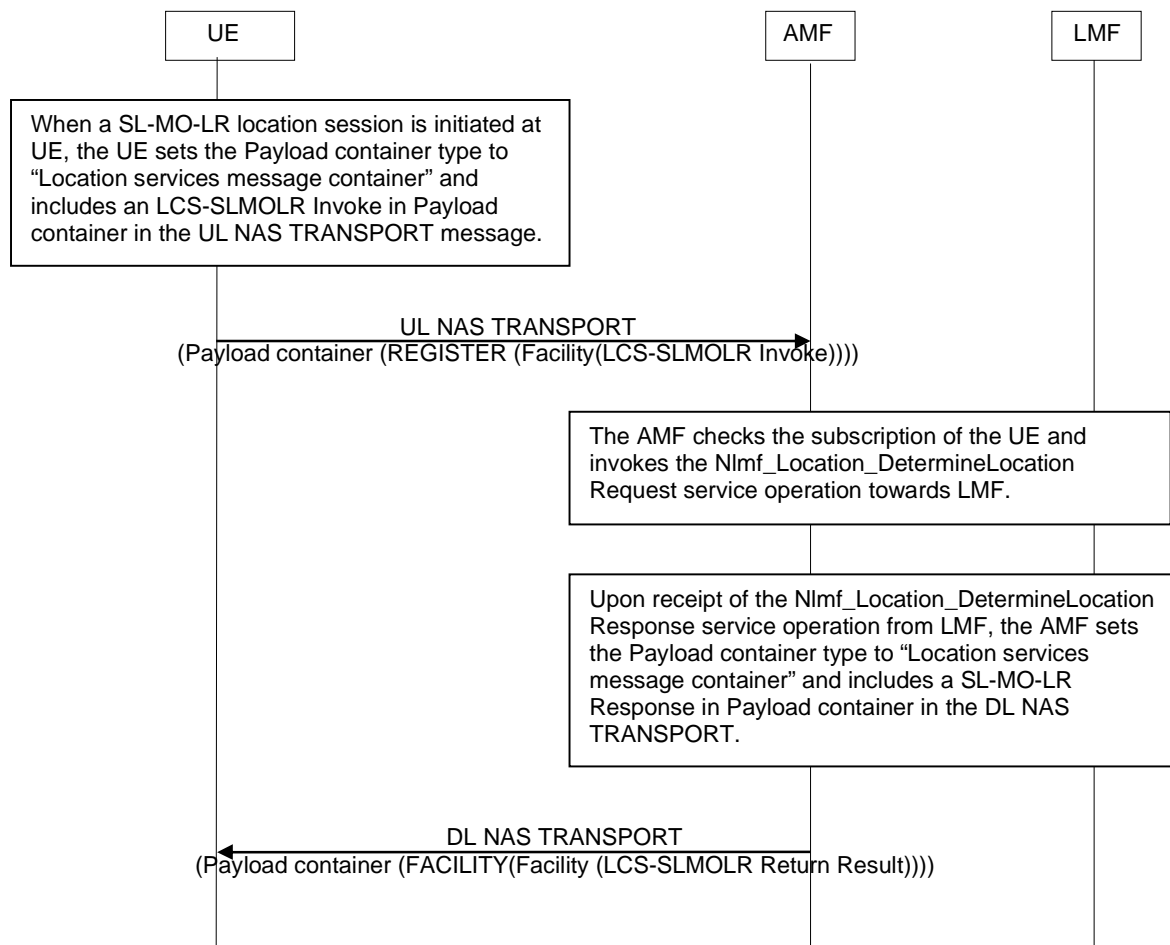 UE
AMF
LMF
When a SL-MO-LR location session is initiated at
UE, the UE sets the Payload container type to
“Location services message container” and
includes an LCS-SLMOLR Invoke in Payload
container in the UL NAS TRANSPORT message.
UL NAS TRANSPORT
(Payload container (REGISTER (Facility(LCS-SLMOLR Invoke))))
The AMF checks the subscription of the UE and
invokes the Nlmf_Location_DetermineLocation
Request service operation towards LMF.
Upon receipt of the Nlmf_Location_DetermineLocation
Response service operation from LMF, the AMF sets
the Payload container type to “Location services
message container” and includes a SL-MO-LR
Response in Payload container in the DL NAS
TRANSPORT.
DL NAS TRANSPORT
(Payload container (FACILITY(Facility (LCS-SLMOLR Return Result))))